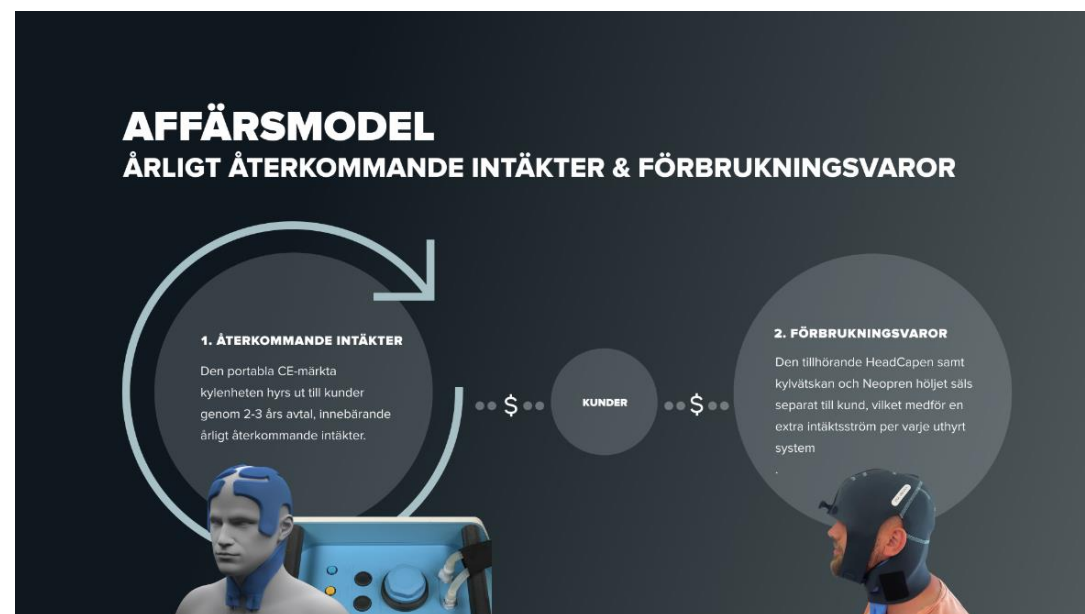 AFFÄRSMODEL
ÅRLIGT ÅTERKOMMANDE INTÄKTER & FÖRBRUKNINGSVAROR
1. ÅTERKOMMANDE INTÄKTER
Den portabla CE-märkta
kylenheten hyrs ut till kunder
genom 2-3 års avtal, innebärande
årligt återkommande intäkter.
$
KUNDER
$
2. FÖRBRUKNINGSVAROR
Den tillhörande HeadCapen samt
kylvätskan och Neopren höljet säls
separat till kund, vilket medför en
extra intäktsström per varje uthyrt
system
.